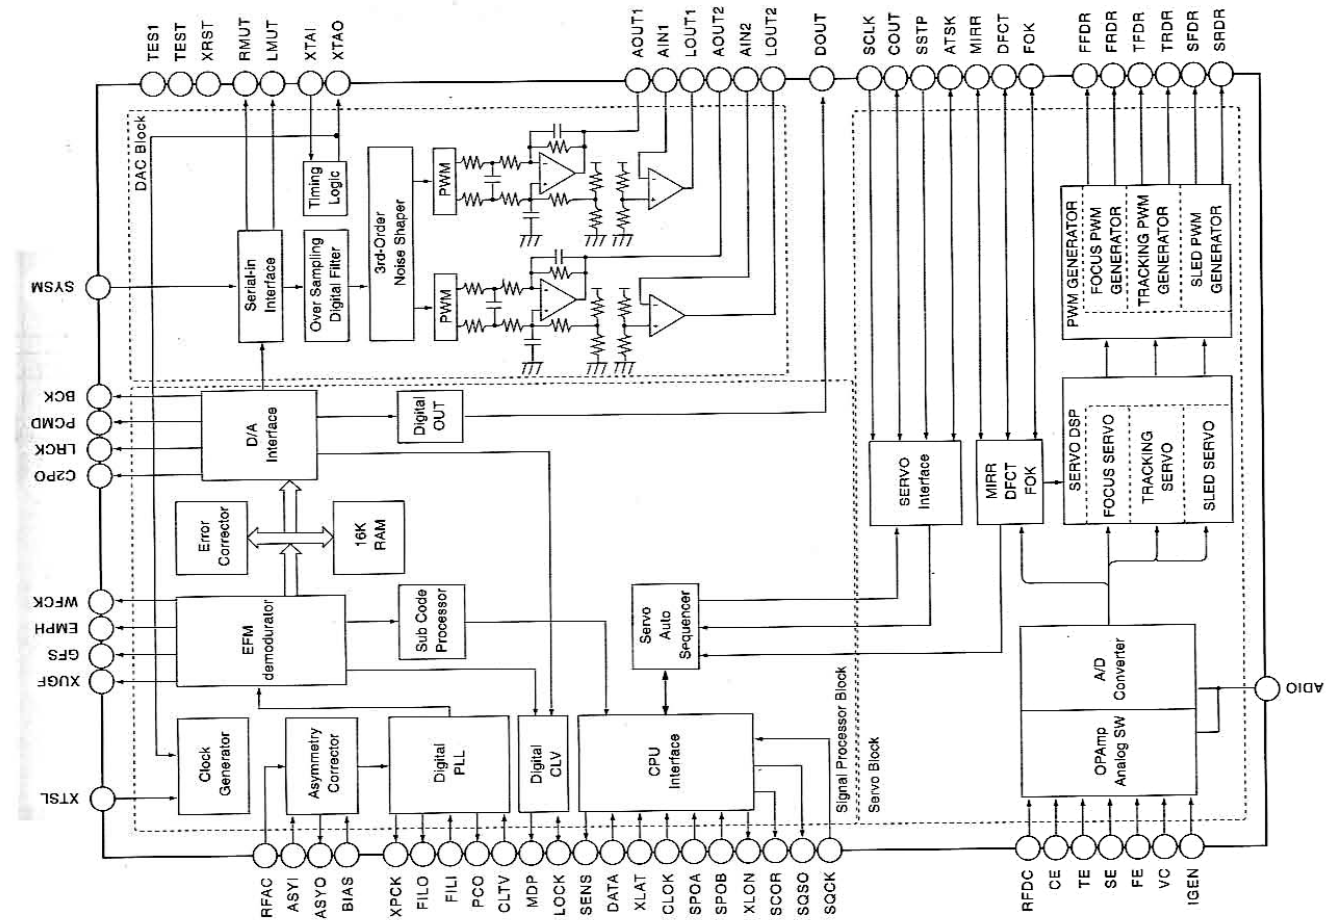 TES1
TEST
XRST
RMUT
LMUT
XTAI
XTAO
AOUT1
AIN1
LOUT1
AOUT2
AIN2
LOUT2
DOUT
SCLK
COUT
SSTP
ATSK
MIRR
DFCT
FOK
FFDR
FRDR
TFDR
TRDR
SFDR
SRDR
DAC Block
Timing
Logic
Serial-in
Interface
Over Sampling
Digital Filter
3rd-Order
Noise Shaper
PWM
PWM
PWM GENERATOR
FOCUS PWM
GENERATOR
TRACKING PWM
GENERATOR
SLED PWM
GENERATOR
SYSM
BCK
PCMD
LRCK
C2PO
D/A
Interface
Digital
OUT
SERVO
Interface
MIRR
DFCT
FOK
SERVO DSP
FOCUS SERVO
TRACKING
SERVO
SLED SERVO
Error
Corrector
16K
RAM
WFCK
EMPH
GFS
XUGF
EFM
demodurator
Sub Code
Processor
Servo
Auto
Sequencer
A/D
Converter
OPAmp
Analog SW
ADIO
XTSL
Clock
Generator
Asymmetry
Corrector
Digital
PLL
Digital
CLV
CPU
Interface
Signal Processor Block
Servo Block
RFAC
ASYI
ASYO
BIAS
XPCK
FILO
FILI
PCO
CLTV
MDP
LOCK
SENS
DATA
XLAT
CLOK
SPOA
SPOB
XLON
SCOR
SQSO
SQCK
RFDC
CE
TE
SE
FE
VC
IGEN